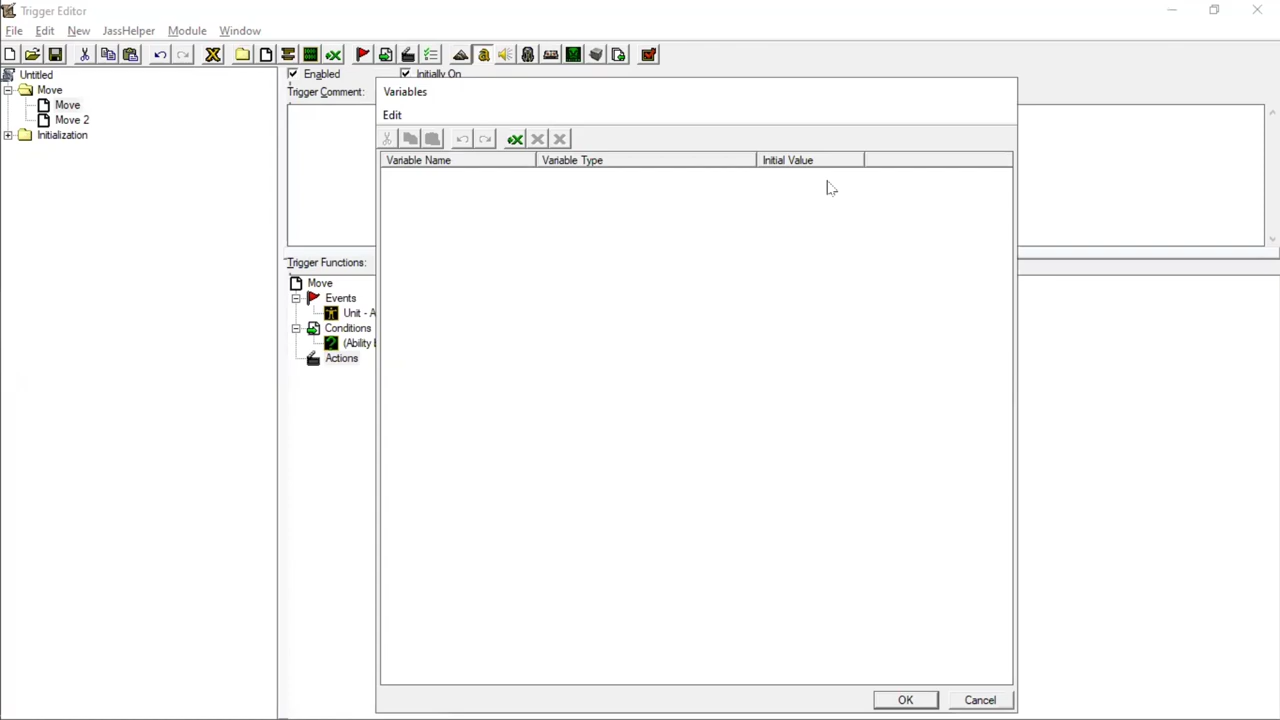 Trigger Editor
File Edit New JassHelper Module Window
Untitled
Move
Move
Move 2
Initialization
Enabled
Initially On
Trigger Comment:
Variables
Edit
Variable Name
Variable Type
Initial Value
Trigger Functions:
Move
Events
Unit - A
Conditions
(Ability
Actions
OK
Cancel